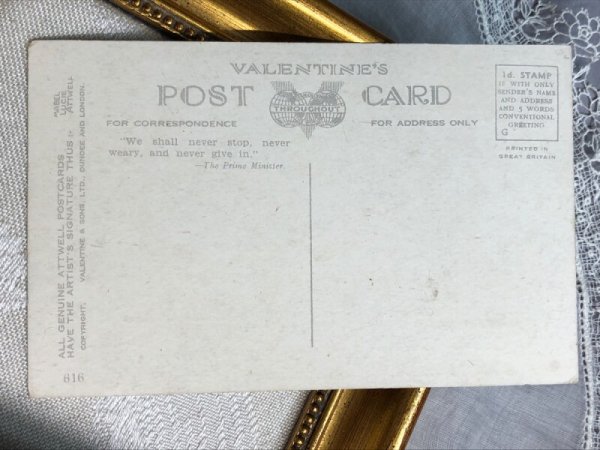 VALENTINE'S
POST CARD
THROUGHOUT
FOR CORRESPONDENCE
FOR ADDRESS ONLY
"We shall never stop, never
weary, and never give in."
—The Prime Minister.
1d. STAMP
IF WITH ONLY
SENDER'S NAME
AND ADDRESS
AND 5 WORDS
CONVENTIONAL
GREETING
G
PRINTED IN
GREAT BRITAIN
ALL GENUINE ATTWELL POSTCARDS
HAVE THE ARTIST'S SIGNATURE THUS :-
MABEL
LUCIE
ATTWELL
COPYRIGHT, VALENTINE & SONS LTD., DUNDEE AND LONDON.
616